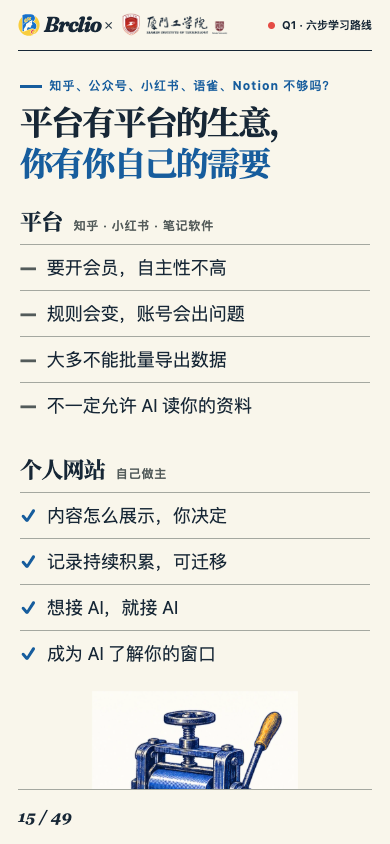 Brclio × 厦门工学院
XIAMEN INSTITUTE OF TECHNOLOGY
Q1 · 六步学习路线
知乎、公众号、小红书、语雀、Notion 不够吗?
平台有平台的生意,
你有你自己的需要
平台 知乎 · 小红书 · 笔记软件
要开会员，自主性不高
规则会变，账号会出问题
大多不能批量导出数据
不一定允许 AI 读你的资料
个人网站 自己做主
内容怎么展示，你决定
记录持续积累，可迁移
想接 AI，就接 AI
成为 AI 了解你的窗口
15 / 49